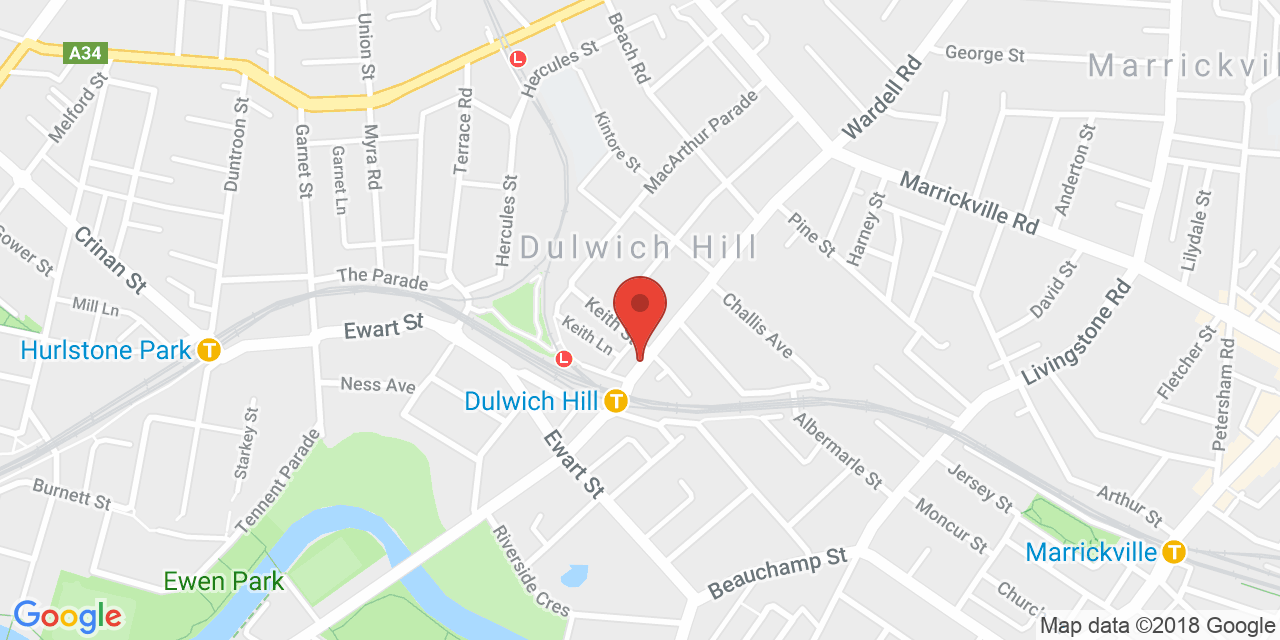 A34
Union St
Hercules St
Beach Rd
George St
Marrickvil
Wardell Rd
Melford St
Duntroon St
Garnet St
Garnet Ln
Myra Rd
Terrace Rd
Hercules St
Kintore St
MacArthur Parade
Anderton St
Marrickville Rd
Harney St
Pine St
Lilydale St
Gower St
Crinan St
Dulwich Hill
The Parade
Mill Ln
Ewart St
Keith St
Keith Ln
Challis Ave
David St
Livingstone Rd
Hurlstone Park
T
L
L
Fletcher St
Petersham Rd
Ness Ave
Dulwich Hill
T
Starkey St
Tennent Parade
Ewart St
Albermarle St
Jersey St
Arthur St
Burnett St
Moncur St
Riverside Cres
Beauchamp St
Marrickville
T
Ewen Park
Church
Google
Map data ©2018 Google